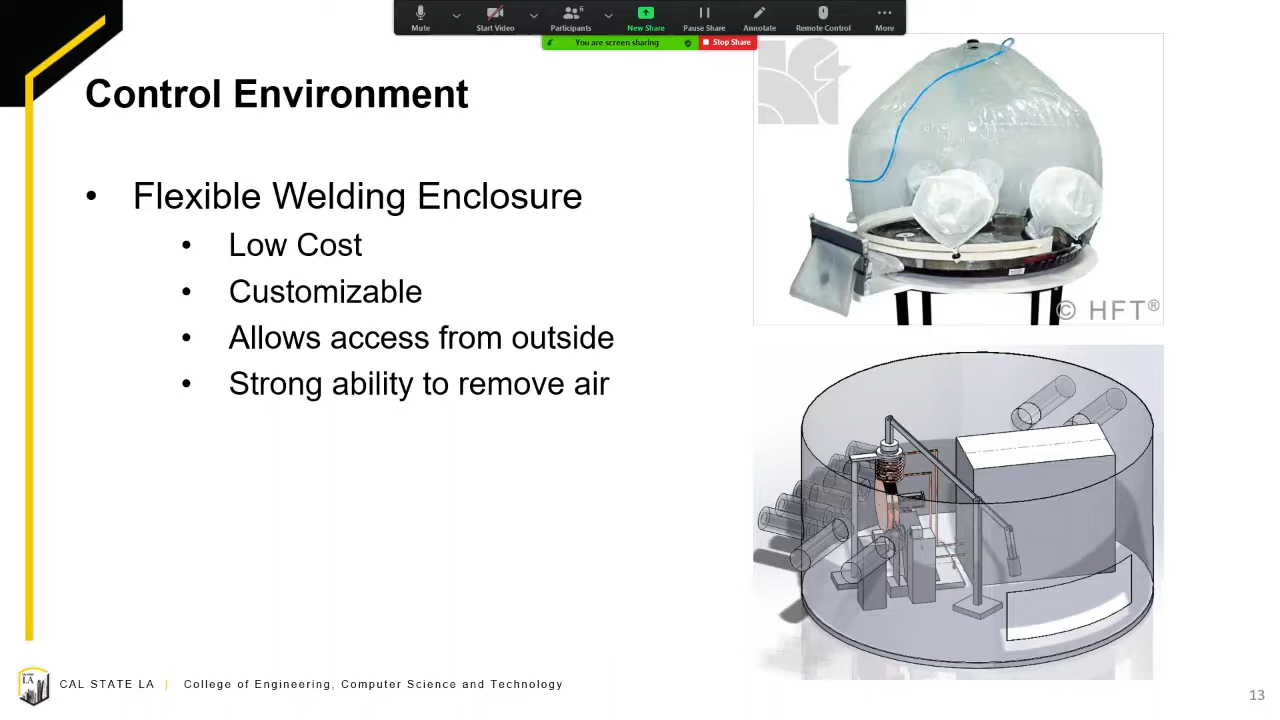 Mute
Start Video
Participants
6
New Share
Pause Share
Annotate
Remote Control
More
You are screen sharing
Stop Share
Control Environment
• Flexible Welding Enclosure
• Low Cost
• Customizable
• Allows access from outside
• Strong ability to remove air
© HFT®
LA
CAL STATE LA | College of Engineering, Computer Science and Technology
13